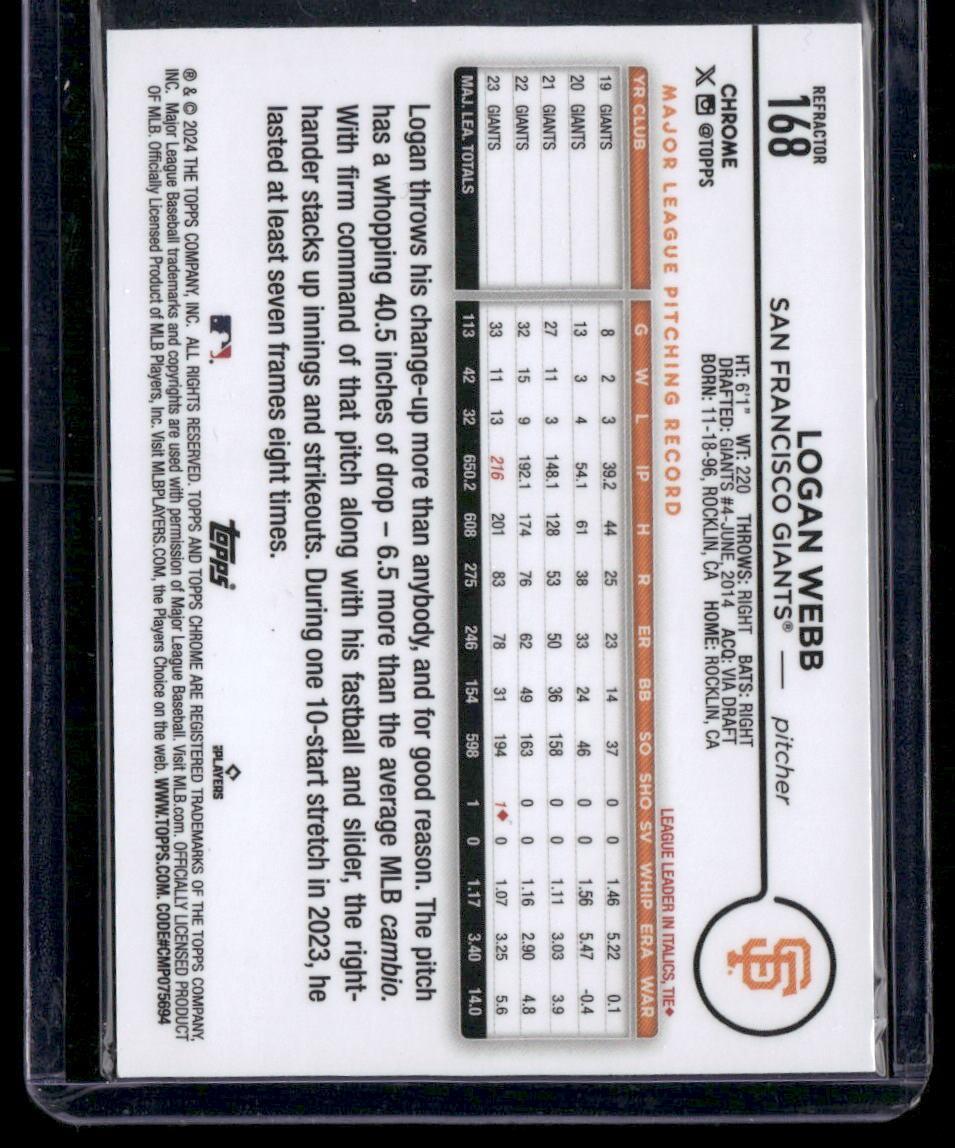 REFRACTOR
168
LOGAN WEBB
SAN FRANCISCO GIANTS® — pitcher
CHROME
X @TOPPS
HT: 6'1" WT: 220 THROWS: RIGHT BATS: RIGHT
DRAFTED: GIANTS #4-JUNE, 2014 ACQ: VIA DRAFT
BORN: 11-18-96, ROCKLIN, CA HOME: ROCKLIN, CA
SF
MAJOR LEAGUE PITCHING RECORD
LEAGUE LEADER IN ITALICS, TIE♦
YR CLUB G W L IP H R ER BB SO SHO SV WHIP ERA WAR
19 GIANTS 8 2 3 39.2 44 25 23 14 37 0 0 1.46 5.22 0.1
20 GIANTS 13 3 4 54.1 61 38 33 24 46 0 0 1.56 5.47 -0.4
21 GIANTS 27 11 3 148.1 128 53 50 36 158 0 0 1.11 3.03 3.9
22 GIANTS 32 15 9 192.1 174 76 62 49 163 0 0 1.16 2.90 4.8
23 GIANTS 33 11 13 216 201 83 78 31 194 1♦ 0 1.07 3.25 5.6
MAJ. LEA. TOTALS 113 42 32 650.2 608 275 246 154 598 1 0 1.17 3.40 14.0
Logan throws his change-up more than anybody, and for good reason. The pitch
has a whopping 40.5 inches of drop – 6.5 more than the average MLB cambio.
With firm command of that pitch along with his fastball and slider, the right-
hander stacks up innings and strikeouts. During one 10-start stretch in 2023, he
lasted at least seven frames eight times.
topps
PLAYERS
® & © 2024 THE TOPPS COMPANY, INC. ALL RIGHTS RESERVED. TOPPS AND TOPPS CHROME ARE REGISTERED TRADEMARKS OF THE TOPPS COMPANY,
INC. Major League Baseball trademarks and copyrights are used with permission of Major League Baseball. Visit MLB.com. OFFICIALLY LICENSED PRODUCT
OF MLB. Officially Licensed Product of MLB Players, Inc. Visit MLBPLAYERS.COM, the Players Choice on the web. WWW.TOPPS.COM. CODE#CMP075694